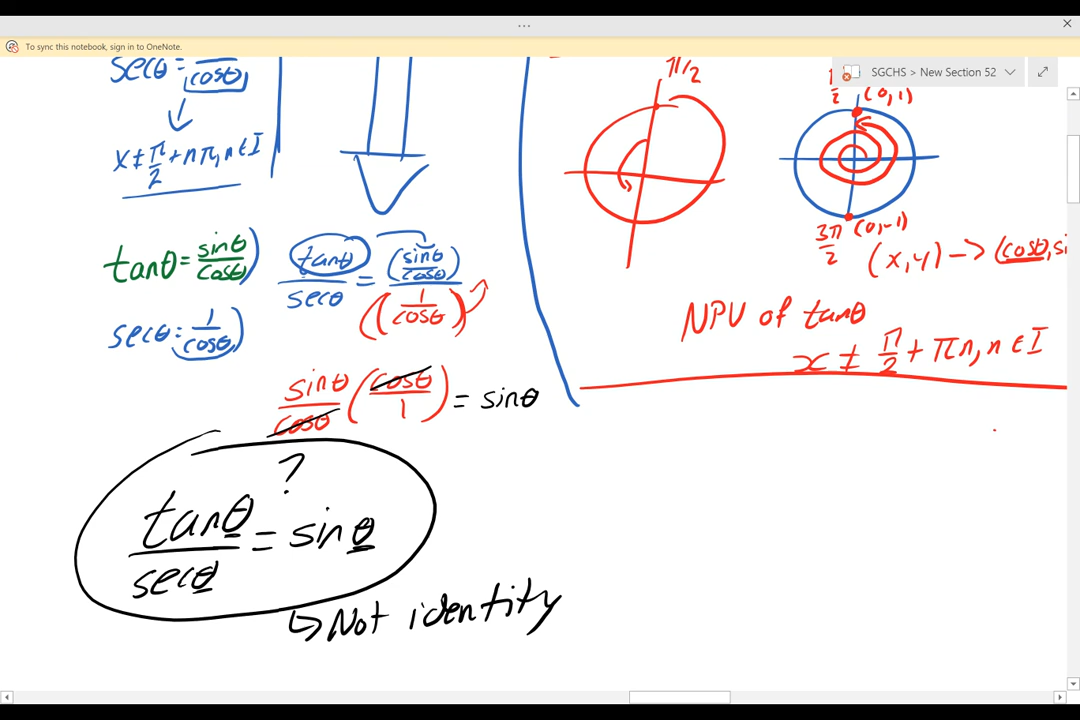 To sync this notebook, sign in to OneNote.
SGCHS > New Section 52
secθ = cosθ
x ≠ π/2 + nπ, n ∈ I
tanθ = sinθ/cosθ
secθ = 1/cosθ
tanθ/secθ = (sinθ/cosθ)/(1/cosθ)
sinθ/cosθ (cosθ/1) = sinθ
?
tanθ/secθ = sinθ
↳ Not identity
π/2
π/2 (0,1)
3π/2 (0,-1)
(x,y) -> (cosθ, si
NPV of tanθ
x ≠ π/2 + πn, n ∈ I